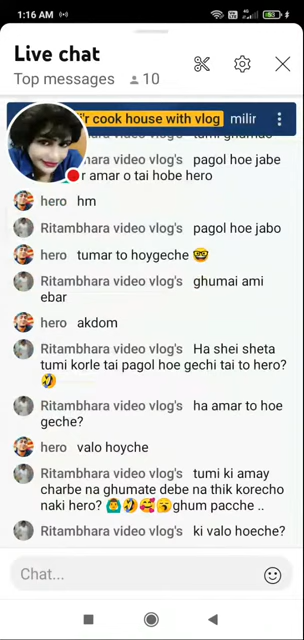 1:16 AM
Live chat
Top messages 10
cook house with vlog milir
bhara video vlog's tumi ghumao
hara video vlog's pagol hoe jabe
r amar o tai hobe hero
hero hm
Ritambhara video vlog's pagol hoe jabo
hero tumar to hoygeche 🤓
Ritambhara video vlog's ghumai ami
ebar
hero akdom
Ritambhara video vlog's Ha shei sheta
tumi korle tai pagol hoe gechi tai to hero?
🤣
Ritambhara video vlog's ha amar to hoe
geche?
hero valo hoyche
Ritambhara video vlog's tumi ki amay
charbe na ghumate debe na thik korecho
naki hero? 🙆‍♂️🤣🥰🥱ghum pacche ..
Ritambhara video vlog's ki valo hoeche?
Chat...